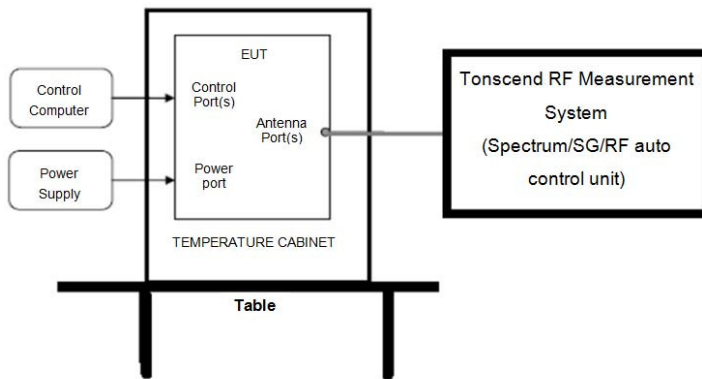 EUT
Control
Computer
Control
Port(s)
Antenna
Port(s)
Power
Supply
Power
port
TEMPERATURE CABINET
Table
Tonscend RF Measurement
System
(Spectrum/SG/RF auto
control unit)